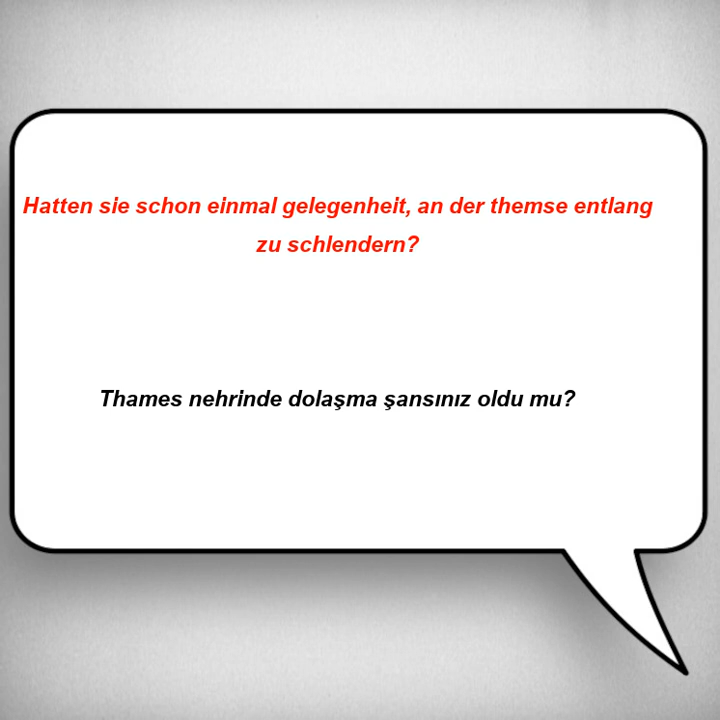 Hatten sie schon einmal gelegenheit, an der themse entlang
zu schlendern?
Thames nehrinde dolaşma şansınız oldu mu?